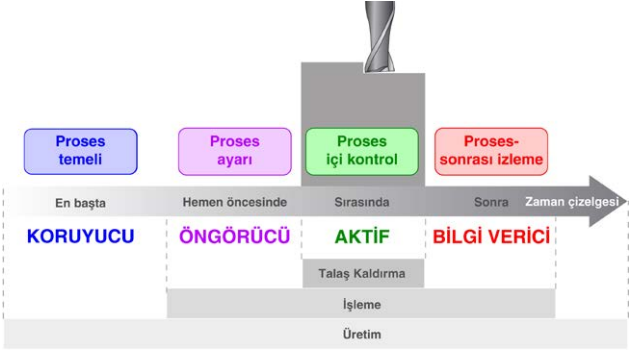 Proses
temeli
Proses
ayarı
Proses
içi kontrol
Proses-
sonrası izleme
En başta
Hemen öncesinde
Sırasında
Sonra
Zaman çizelgesi
KORUYUCU
ÖNGÖRÜCÜ
AKTİF
BİLGİ VERİCİ
Talaş Kaldırma
İşleme
Üretim